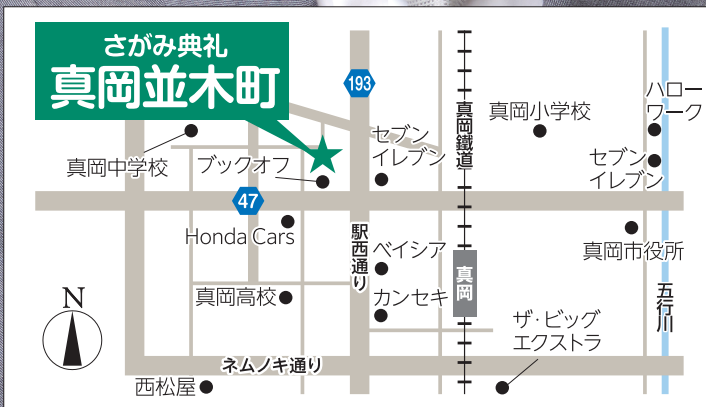 さがみ典礼
真岡並木町
193
真岡鐵道
ハロー
ワーク
真岡小学校
セブン
イレブン
真岡中学校
ブックオフ
セブン
イレブン
47
Honda Cars
駅西通り
ベイシア
真岡市役所
真岡
真岡高校
カンセキ
五行川
N
ザ・ビッグ
エクストラ
ネムノキ通り
西松屋